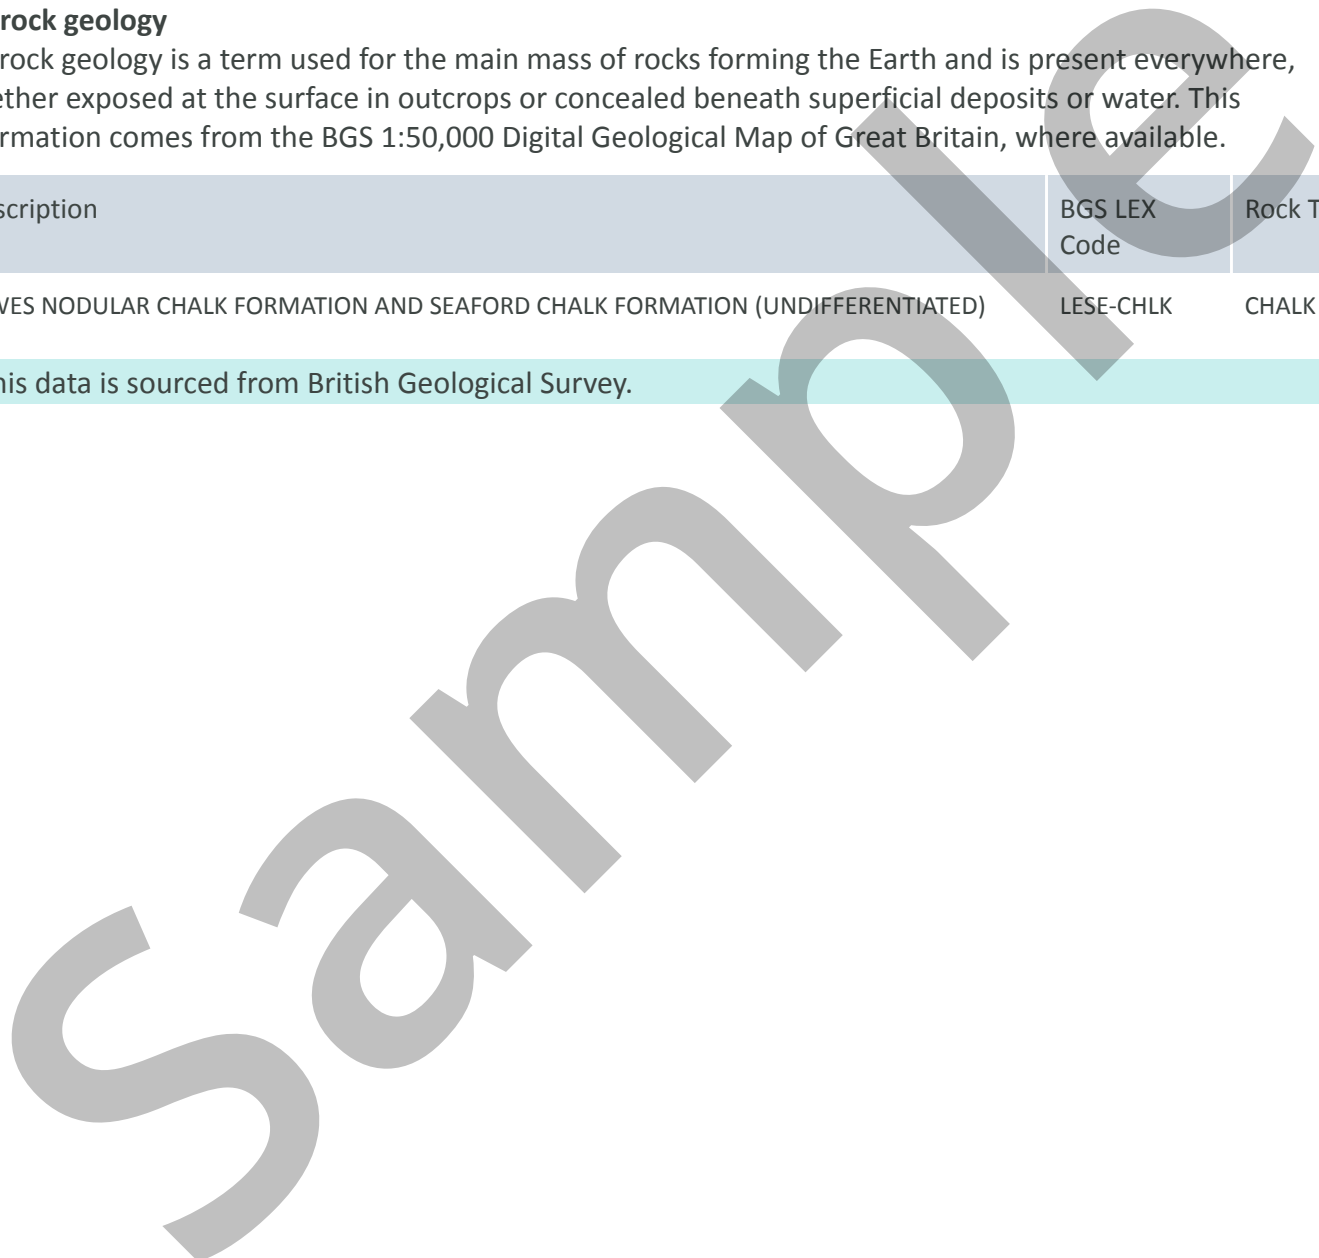 rock geology
rock geology is a term used for the main mass of rocks forming the Earth and is present everywhere,
ether exposed at the surface in outcrops or concealed beneath superficial deposits or water. This
ormation comes from the BGS 1:50,000 Digital Geological Map of Great Britain, where available.
scription BGS LEX Rock T
Code
WES NODULAR CHALK FORMATION AND SEAFORD CHALK FORMATION (UNDIFFERENTIATED) LESE-CHLK CHALK
his data is sourced from British Geological Survey.
Sample